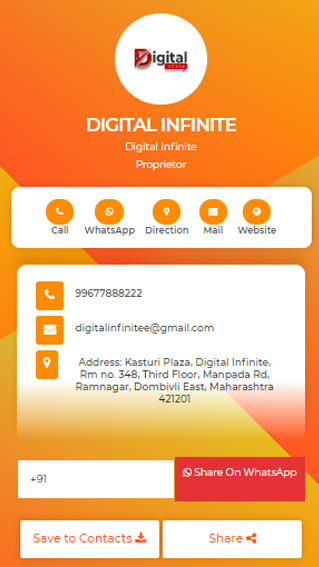 Digital
DIGITAL INFINITE
Digital Infinite
Proprietor
Call WhatsApp Direction Mail Website
99677888222
digitalinfinitee@gmail.com
Address: Kasturi Plaza, Digital Infinite,
Rm no. 348, Third Floor, Manpada Rd,
Ramnagar, Dombivli East, Maharashtra
421201
+91
Share On WhatsApp
Save to Contacts
Share